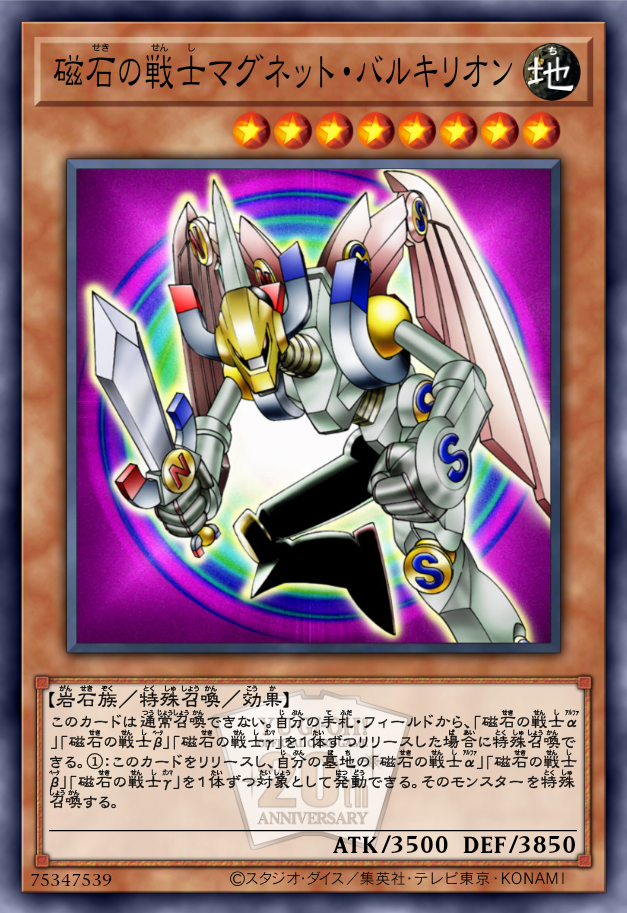 磁石の戦士マグネット・バルキリオン
地
【岩石族/特殊召喚/効果】
このカードは通常召喚できない。自分の手札・フィールドから、「磁石の戦士α
」「磁石の戦士β」「磁石の戦士γ」を1体ずつリリースした場合に特殊召喚で
きる。①:このカードをリリースし、自分の墓地の「磁石の戦士α」「磁石の戦士
β」「磁石の戦士γ」を1体ずつ対象として発動できる。そのモンスターを特殊
召喚する。
20th
ANNIVERSARY
ATK/3500 DEF/3850
75347539
©スタジオ・ダイス/集英社・テレビ東京・KONAMI
N
S
N
S
C
S
S